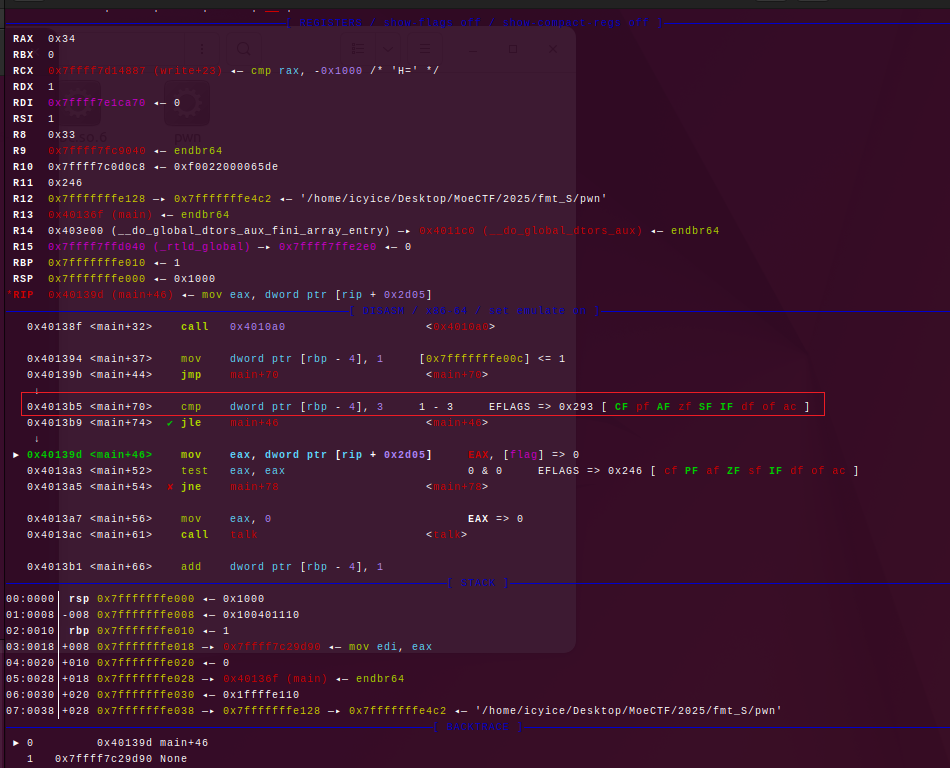 RAX 0x34
RBX 0
RCX 0x7ffff7d14887 (write+23) ◂— cmp rax, -0x1000 /* 'H=' */
RDX 1
RDI 0x7ffff7e1ca70 ◂— 0
RSI 1
R8 0x33
R9 0x7ffff7fc9040 ◂— endbr64
R10 0x7ffff7c0d0c8 ◂— 0xf0022000065de
R11 0x246
R12 0x7fffffffe128 —▸ 0x7fffffffe4c2 ◂— '/home/icyice/Desktop/MoeCTF/2025/fmt_S/pwn'
R13 0x40136f (main) ◂— endbr64
R14 0x403e00 (__do_global_dtors_aux_fini_array_entry) —▸ 0x4011c0 (__do_global_dtors_aux) ◂— endbr64
R15 0x7ffff7ffd040 (_rtld_global) —▸ 0x7ffff7ffe2e0 ◂— 0
RBP 0x7fffffffe010 ◂— 1
RSP 0x7fffffffe000 ◂— 0x1000
*RIP 0x40139d (main+46) ◂— mov eax, dword ptr [rip + 0x2d05]
[ DISASM / x86-64 / set emulate on ]
0x40138f <main+32> call 0x4010a0 <0x4010a0>
0x401394 <main+37> mov dword ptr [rbp - 4], 1 [0x7fffffffe00c] <= 1
0x40139b <main+44> jmp main+70 <main+70>
↓
0x4013b5 <main+70> cmp dword ptr [rbp - 4], 3 1 - 3 EFLAGS => 0x293 [ CF pf AF zf SF IF df of ac ]
0x4013b9 <main+74> ✔ jle main+46 <main+46>
↓
► 0x40139d <main+46> mov eax, dword ptr [rip + 0x2d05] EAX, [flag] => 0
0x4013a3 <main+52> test eax, eax 0 & 0 EFLAGS => 0x246 [ cf PF af ZF sf IF df of ac ]
0x4013a5 <main+54> x jne main+78 <main+78>
0x4013a7 <main+56> mov eax, 0 EAX => 0
0x4013ac <main+61> call talk <talk>
0x4013b1 <main+66> add dword ptr [rbp - 4], 1
[ STACK ]
00:0000│ rsp 0x7fffffffe000 ◂— 0x1000
01:0008│-008 0x7fffffffe008 ◂— 0x100401110
02:0010│ rbp 0x7fffffffe010 ◂— 1
03:0018│+008 0x7fffffffe018 —▸ 0x7ffff7c29d90 ◂— mov edi, eax
04:0020│+010 0x7fffffffe020 ◂— 0
05:0028│+018 0x7fffffffe028 —▸ 0x40136f (main) ◂— endbr64
06:0030│+020 0x7fffffffe030 ◂— 0x1ffffe110
07:0038│+028 0x7fffffffe038 —▸ 0x7fffffffe128 —▸ 0x7fffffffe4c2 ◂— '/home/icyice/Desktop/MoeCTF/2025/fmt_S/pwn'
[ BACKTRACE ]
► 0 0x40139d main+46
1 0x7ffff7c29d90 None